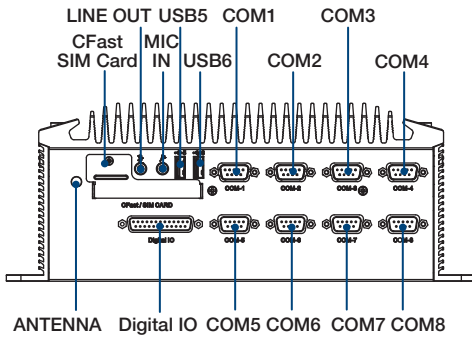 LINE OUT USB5 COM1 COM3
CFast SIM Card
MIC IN
USB6 COM2 COM4
COM-1 COM-2 COM-3 COM-4
CFast / SIM CARD
Digital IO COM-5 COM-6 COM-7 COM-8
ANTENNA Digital IO COM5 COM6 COM7 COM8